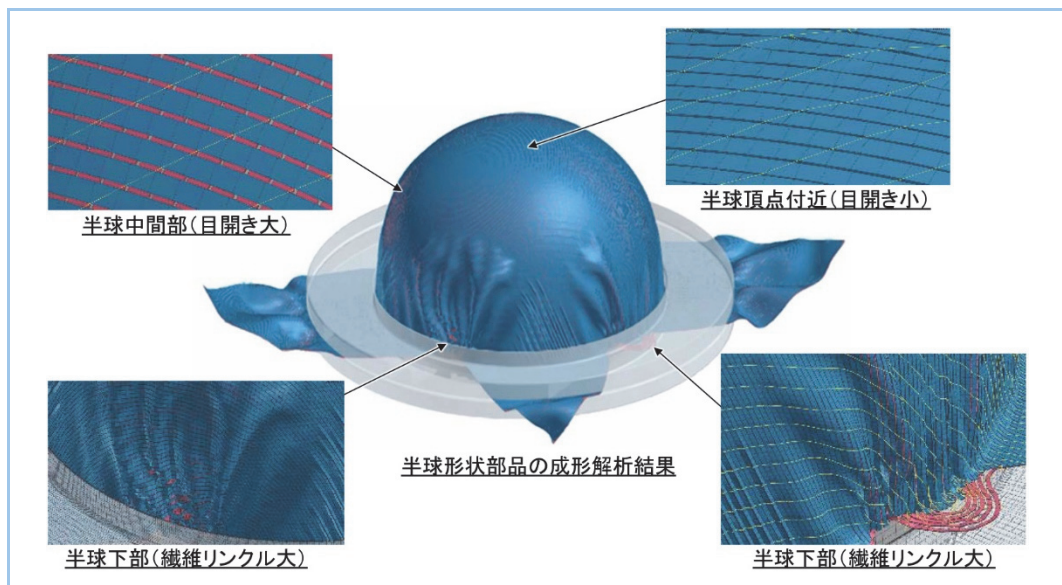 半球中間部(目開き大)
半球頂点付近(目開き小)
半球形状部品の成形解析結果
半球下部(繊維リンクル大)
半球下部(繊維リンクル大)